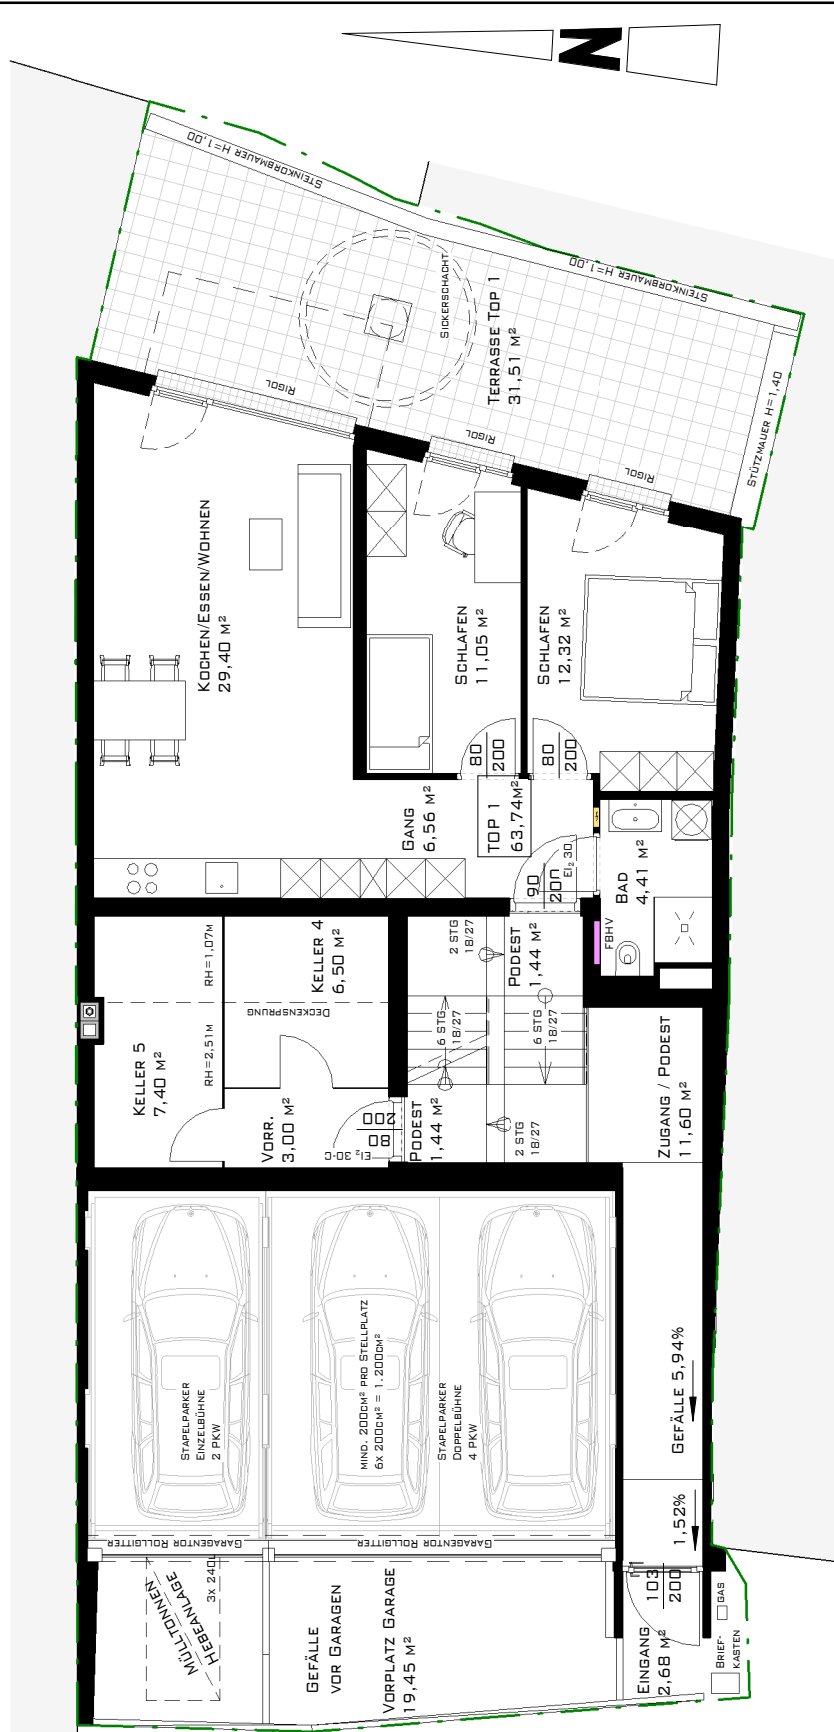 N
STEINKORBMAUER H=1,00
STEINKORBMAUER H=1,00
SICKERSCHACHT
TERRASSE TOP 1
31,51 M²
STÜTZMAUER H=1,40
RIGOL
RIGOL
RIGOL
KOCHEN/ESSEN/WOHNEN
29,40 M²
SCHLAFEN
11,05 M²
SCHLAFEN
12,32 M²
80
200
80
200
GANG
6,56 M²
TOP 1
63,74M²
EI₂ 30
90
200
BAD
4,41 M²
FBHV
KELLER 4
6,50 M²
RH=1,07M
DECKENSPRUNG
RH=2,51M
KELLER 5
7,40 M²
VORR.
3,00 M²
80
200
EI₂ 30-C
2 STG
18/27
PODEST
1,44 M²
6 STG
18/27
6 STG
18/27
PODEST
1,44 M²
2 STG
18/27
ZUGANG / PODEST
11,60 M²
STAPELPARKER
EINZELBÜHNE
2 PKW
MIND. 200CM² PRO STELLPLATZ
6X 200CM² = 1.200CM²
STAPELPARKER
DOPPELBÜHNE
4 PKW
GEFÄLLE 5,94%
1,52%
GARAGENTOR ROLLGITTER
GARAGENTOR ROLLGITTER
MÜLLTONNEN
HEBEANLAGE
3X 240L
GEFÄLLE
VOR GARAGEN
VORPLATZ GARAGE
19,45 M²
EINGANG
2,68 M²
103
200
GAS
BRIEF-
KASTEN